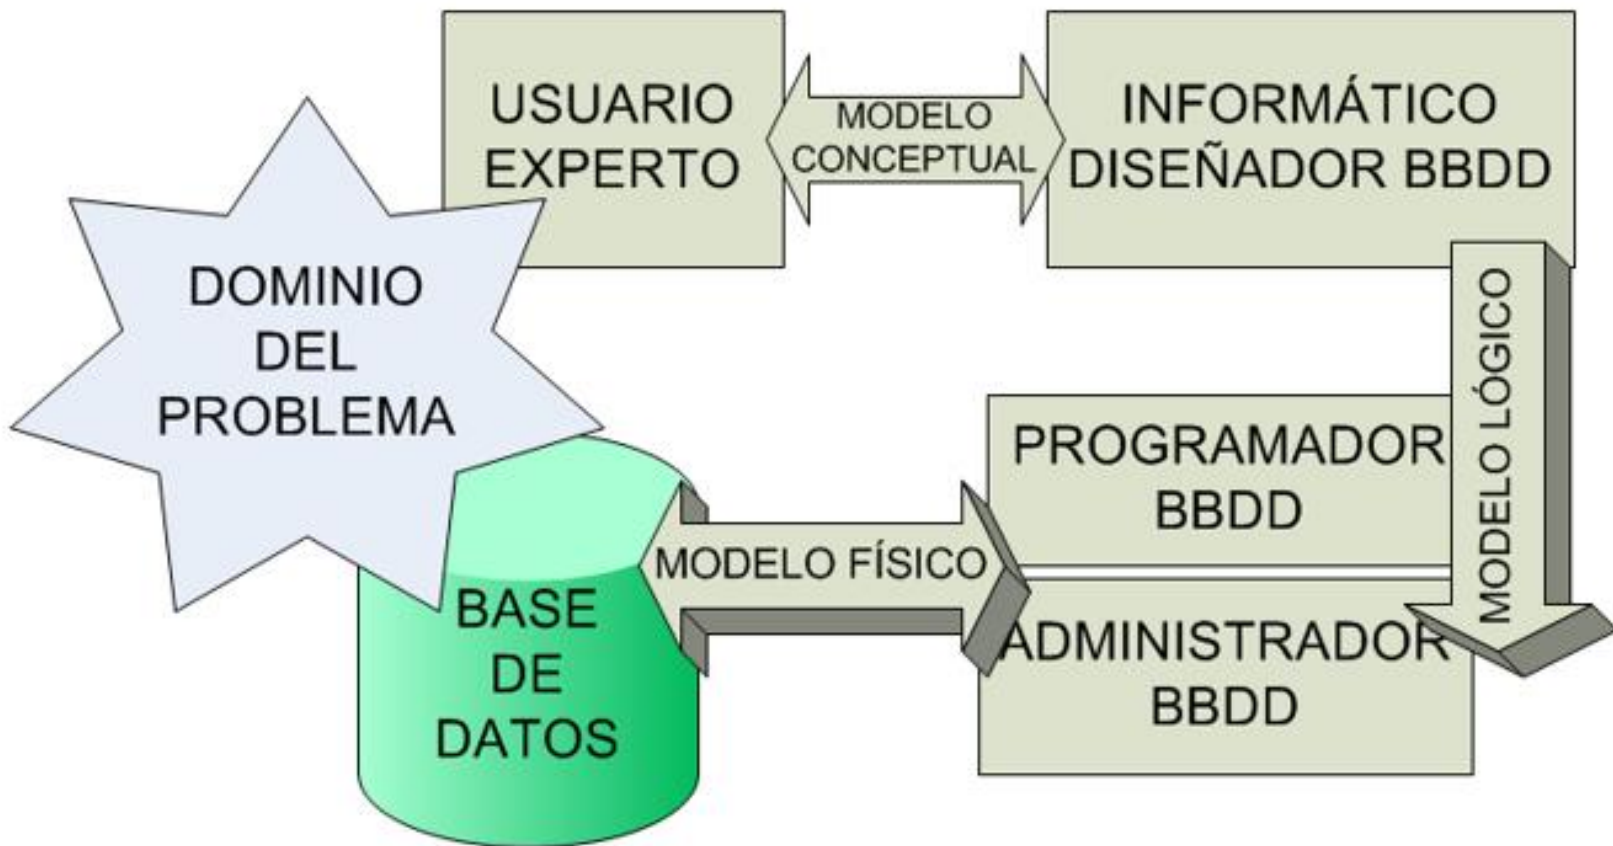 USUARIO
EXPERTO
MODELO
CONCEPTUAL
INFORMÁTICO
DISEÑADOR BBDD
DOMINIO
DEL
PROBLEMA
MODELO LÓGICO
PROGRAMADOR
BBDD
MODELO FÍSICO
BASE
DE
DATOS
ADMINISTRADOR
BBDD